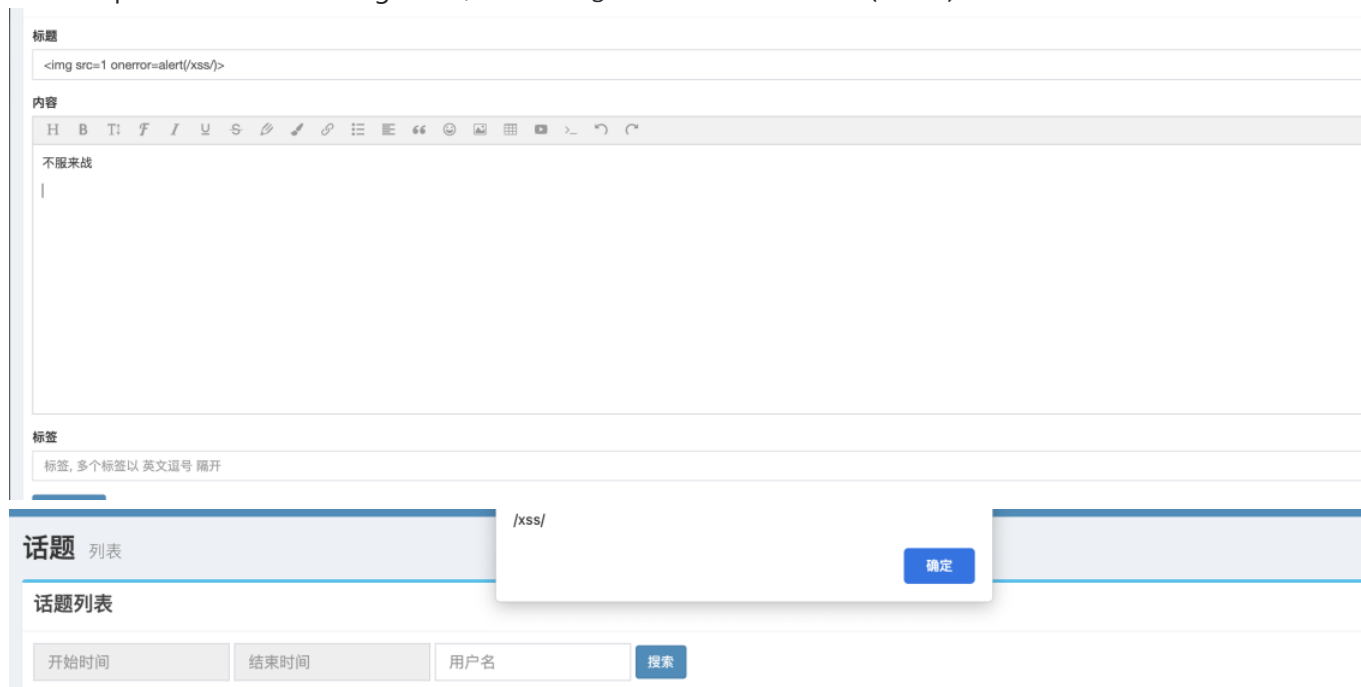 标题
<img src=1 onerror=alert(/xss/)>
内容
H B T↕ F I U S
不服来战
标签
标签, 多个标签以 英文逗号 隔开
/xss/
话题 列表
确定
话题列表
开始时间 结束时间 用户名 搜索